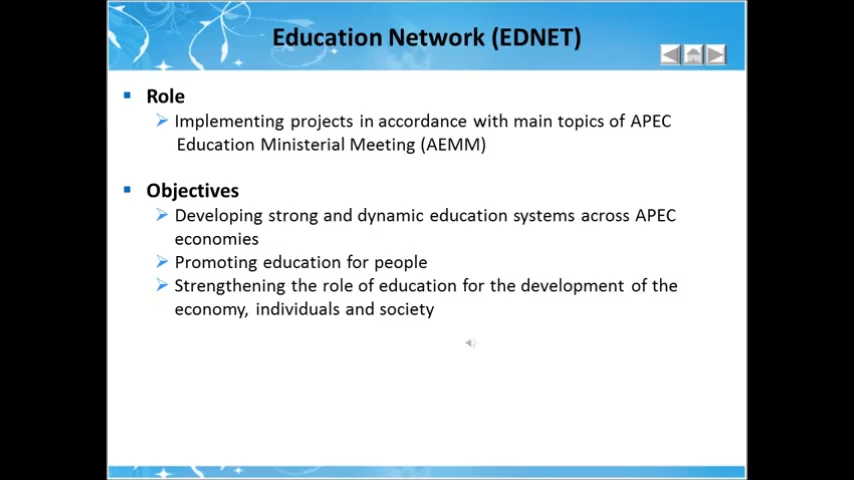 Education Network (EDNET)
Role
Implementing projects in accordance with main topics of APEC
Education Ministerial Meeting (AEMM)
Objectives
Developing strong and dynamic education systems across APEC
economies
Promoting education for people
Strengthening the role of education for the development of the
economy, individuals and society